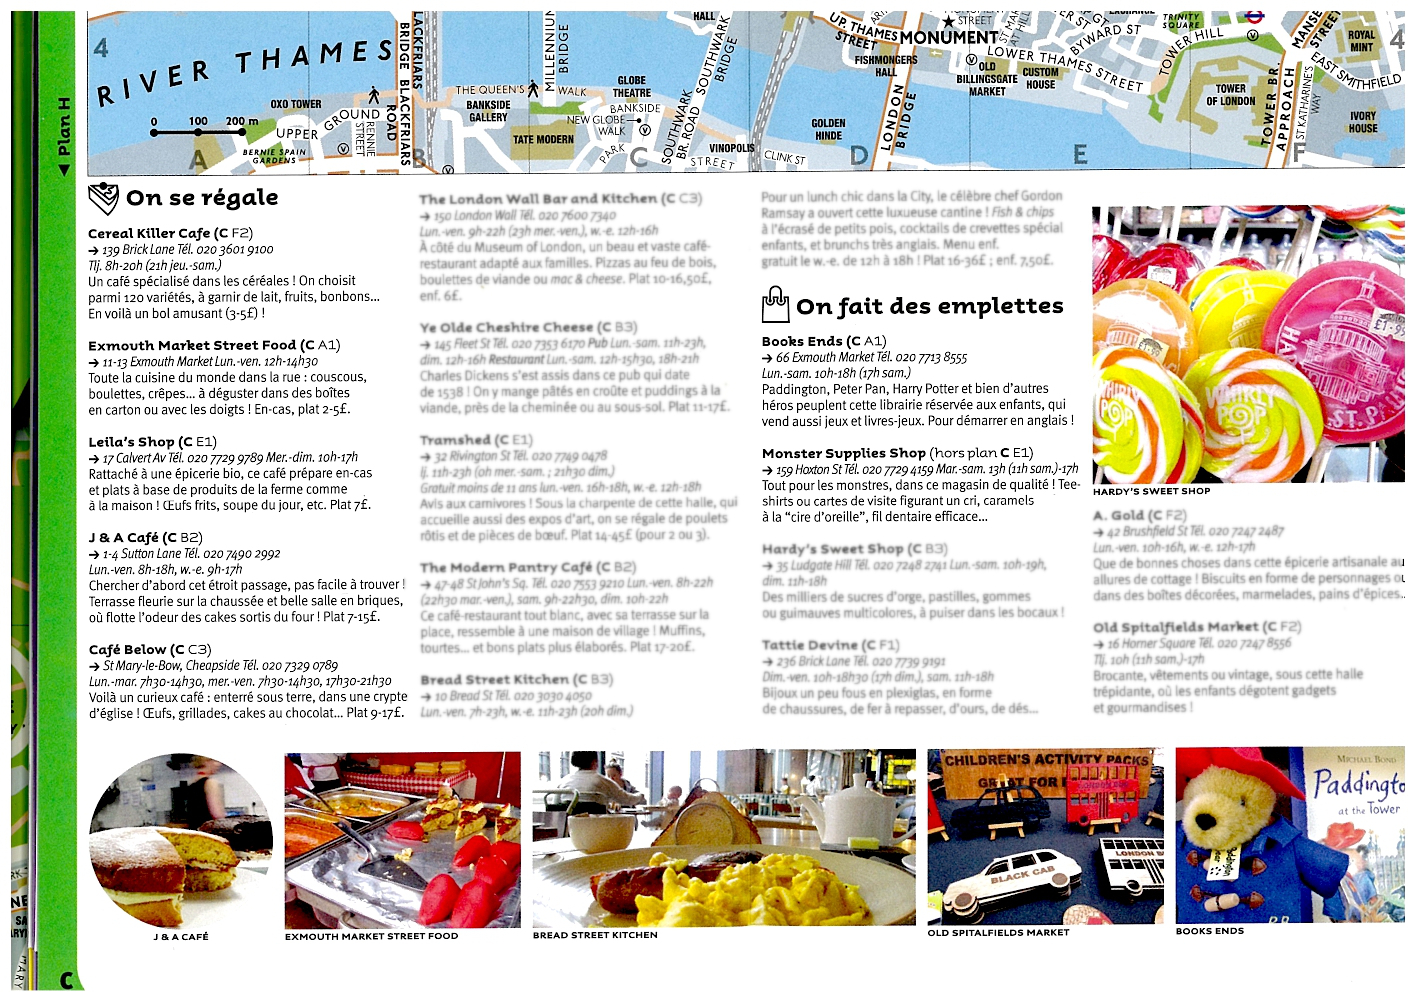 ◄ Plan H
4
RIVER THAMES
0 100 200 m
OXO TOWER
UPPER GROUND
BERNIE SPAIN
GARDENS
RENNIE
STREET
BLACKFRIARS
BRIDGE
BLACKFRIARS
ROAD
THE QUEEN'S WALK
BANKSIDE
GALLERY
MILLENNIUM
BRIDGE
TATE MODERN
GLOBE
THEATRE
BANKSIDE
NEW GLOBE
WALK
PARK STREET
SOUTHWARK
BRIDGE
SOUTHWARK
BR. ROAD
HALL
VINOPOLIS
CLINK ST
UP. THAMES
STREET
MONUMENT
STREET
FISHMONGERS
HALL
GOLDEN
HINDE
LONDON
BRIDGE
OLD
BILLINGSGATE
MARKET
CUSTOM
HOUSE
LOWER THAMES STREET
BYWARD ST
TRINITY
SQUARE
TOWER HILL
TOWER
OF LONDON
TOWER BR.
APPROACH
MANSELL
STREET
ROYAL
MINT
EAST SMITHFIELD
ST KATHARINE'S
WAY
IVORY
HOUSE
4
A B C D E F
On se régale
Cereal Killer Cafe (C F2)
→ 139 Brick Lane Tél. 020 3601 9100
Tlj. 8h-20h (21h jeu.-sam.)
Un café spécialisé dans les céréales ! On choisit
parmi 120 variétés, à garnir de lait, fruits, bonbons...
En voilà un bol amusant (3-5£) !
Exmouth Market Street Food (C A1)
→ 11-13 Exmouth Market Lun.-ven. 12h-14h30
Toute la cuisine du monde dans la rue : couscous,
boulettes, crêpes... à déguster dans des boîtes
en carton ou avec les doigts ! En-cas, plat 2-5£.
Leila's Shop (C E1)
→ 17 Calvert Av Tél. 020 7729 9789 Mer.-dim. 10h-17h
Rattaché à une épicerie bio, ce café prépare en-cas
et plats à base de produits de la ferme comme
à la maison ! Œufs frits, soupe du jour, etc. Plat 7£.
J & A Café (C B2)
→ 1-4 Sutton Lane Tél. 020 7490 2992
Lun.-ven. 8h-18h, w.-e. 9h-17h
Chercher d'abord cet étroit passage, pas facile à trouver !
Terrasse fleurie sur la chaussée et belle salle en briques,
où flotte l'odeur des cakes sortis du four ! Plat 7-15£.
Café Below (C C3)
→ St Mary-le-Bow, Cheapside Tél. 020 7329 0789
Lun.-mar. 7h30-14h30, mer.-ven. 7h30-14h30, 17h30-21h30
Voilà un curieux café : enterré sous terre, dans une crypte
d'église ! Œufs, grillades, cakes au chocolat... Plat 9-17£.
The London Wall Bar and Kitchen (C C3)
→ 150 London Wall Tél. 020 7600 7340
Lun.-ven. 9h-22h (23h mer.-ven.), w.-e. 12h-16h
À côté du Museum of London, un beau et vaste café-
restaurant adapté aux familles. Pizzas au feu de bois,
boulettes de viande ou mac & cheese. Plat 10-16,50£,
enf. 6£.
Ye Olde Cheshire Cheese (C B3)
→ 145 Fleet St Tél. 020 7353 6170 Pub Lun.-sam. 11h-23h,
dim. 12h-16h Restaurant Lun.-sam. 12h-15h30, 18h-21h
Charles Dickens s'est assis dans ce pub qui date
de 1538 ! On y mange pâtés en croûte et puddings à la
viande, près de la cheminée ou au sous-sol. Plat 11-17£.
Tramshed (C E1)
→ 32 Rivington St Tél. 020 7749 0478
lj. 11h-23h (0h mer.-sam. ; 21h30 dim.)
Gratuit moins de 11 ans lun.-ven. 16h-18h, w.-e. 12h-18h
Avis aux carnivores ! Sous la charpente de cette halle, qui
accueille aussi des expos d'art, on se régale de poulets
rôtis et de pièces de bœuf. Plat 14-45£ (pour 2 ou 3).
The Modern Pantry Café (C B2)
→ 47-48 St John's Sq. Tél. 020 7553 9210 Lun.-ven. 8h-22h
(22h30 mar.-ven.), sam. 9h-22h30, dim. 10h-22h
Ce café-restaurant tout blanc, avec sa terrasse sur la
place, ressemble à une maison de village ! Muffins,
tourtes... et bons plats plus élaborés. Plat 17-20£.
Bread Street Kitchen (C B3)
→ 10 Bread St Tél. 020 3030 4050
Lun.-ven. 7h-23h, w.-e. 11h-23h (20h dim.)
Pour un lunch chic dans la City, le célèbre chef Gordon
Ramsay a ouvert cette luxueuse cantine ! Fish & chips
à l'écrasé de petits pois, cocktails de crevettes spécial
enfants, et brunchs très anglais. Menu enf.
gratuit le w.-e. de 12h à 18h ! Plat 16-36£ ; enf. 7,50£.
On fait des emplettes
Books Ends (C A1)
→ 66 Exmouth Market Tél. 020 7713 8555
Lun.-sam. 10h-18h (17h sam.)
Paddington, Peter Pan, Harry Potter et bien d'autres
héros peuplent cette librairie réservée aux enfants, qui
vend aussi jeux et livres-jeux. Pour démarrer en anglais !
Monster Supplies Shop (hors plan C E1)
→ 159 Hoxton St Tél. 020 7729 4159 Mar.-sam. 13h (11h sam.)-17h
Tout pour les monstres, dans ce magasin de qualité ! Tee-
shirts ou cartes de visite figurant un cri, caramels
à la "cire d'oreille", fil dentaire efficace...
Hardy's Sweet Shop (C B3)
→ 35 Ludgate Hill Tél. 020 7248 2741 Lun.-sam. 10h-19h,
dim. 11h-18h
Des milliers de sucres d'orge, pastilles, gommes
ou guimauves multicolores, à puiser dans les bocaux !
Tattie Devine (C F1)
→ 236 Brick Lane Tél. 020 7739 9191
Dim.-ven. 10h-18h30 (17h dim.), sam. 11h-18h
Bijoux un peu fous en plexiglas, en forme
de chaussures, de fer à repasser, d'ours, de dés...
£1.99
£1.99
WHIRLY
POP
WHIRLY
POP
ST. PA
HARDY'S SWEET SHOP
A. Gold (C F2)
→ 42 Brushfield St Tél. 020 7247 2487
Lun.-ven. 10h-16h, w.-e. 12h-17h
Que de bonnes choses dans cette épicerie artisanale au
allures de cottage ! Biscuits en forme de personnages ou
dans des boîtes décorées, marmelades, pains d'épices...
Old Spitalfields Market (C F2)
→ 16 Horner Square Tél. 020 7247 8556
Tlj. 10h (11h sam.)-17h
Brocante, vêtements ou vintage, sous cette halle
trépidante, où les enfants dégotent gadgets
et gourmandises !
J & A CAFÉ
EXMOUTH MARKET STREET FOOD
BREAD STREET KITCHEN
CHILDREN'S ACTIVITY PACKS
BLACK CAB
LONDON B
OLD SPITALFIELDS MARKET
MICHAEL BOND
Paddingto
at the Tower
BOOKS ENDS
C